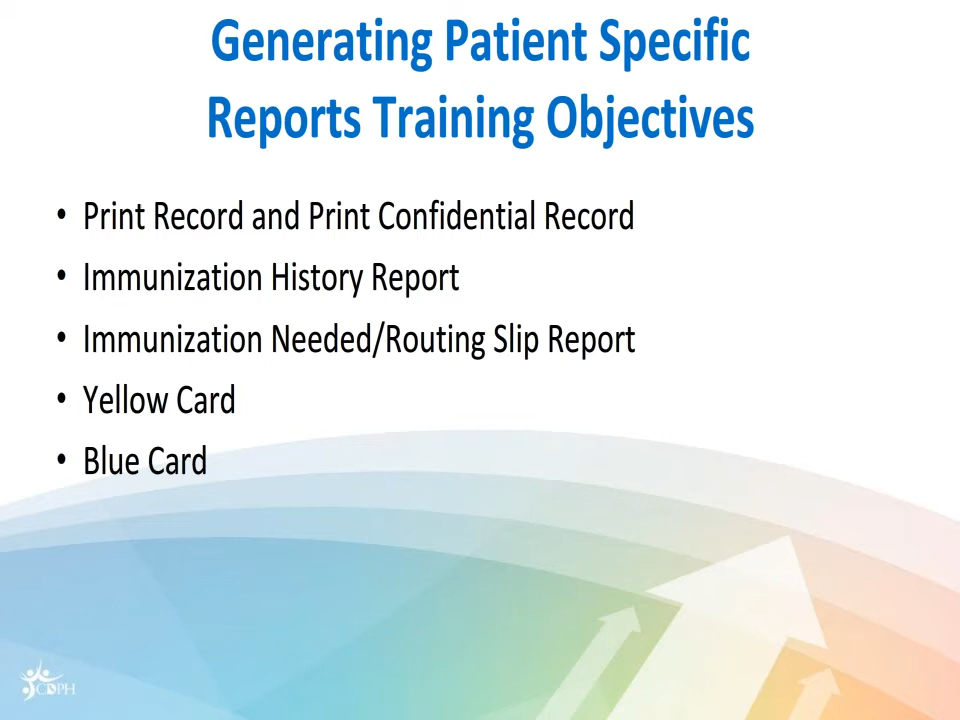 Generating Patient Specific
Reports Training Objectives
• Print Record and Print Confidential Record
• Immunization History Report
• Immunization Needed/Routing Slip Report
• Yellow Card
• Blue Card
CDPH